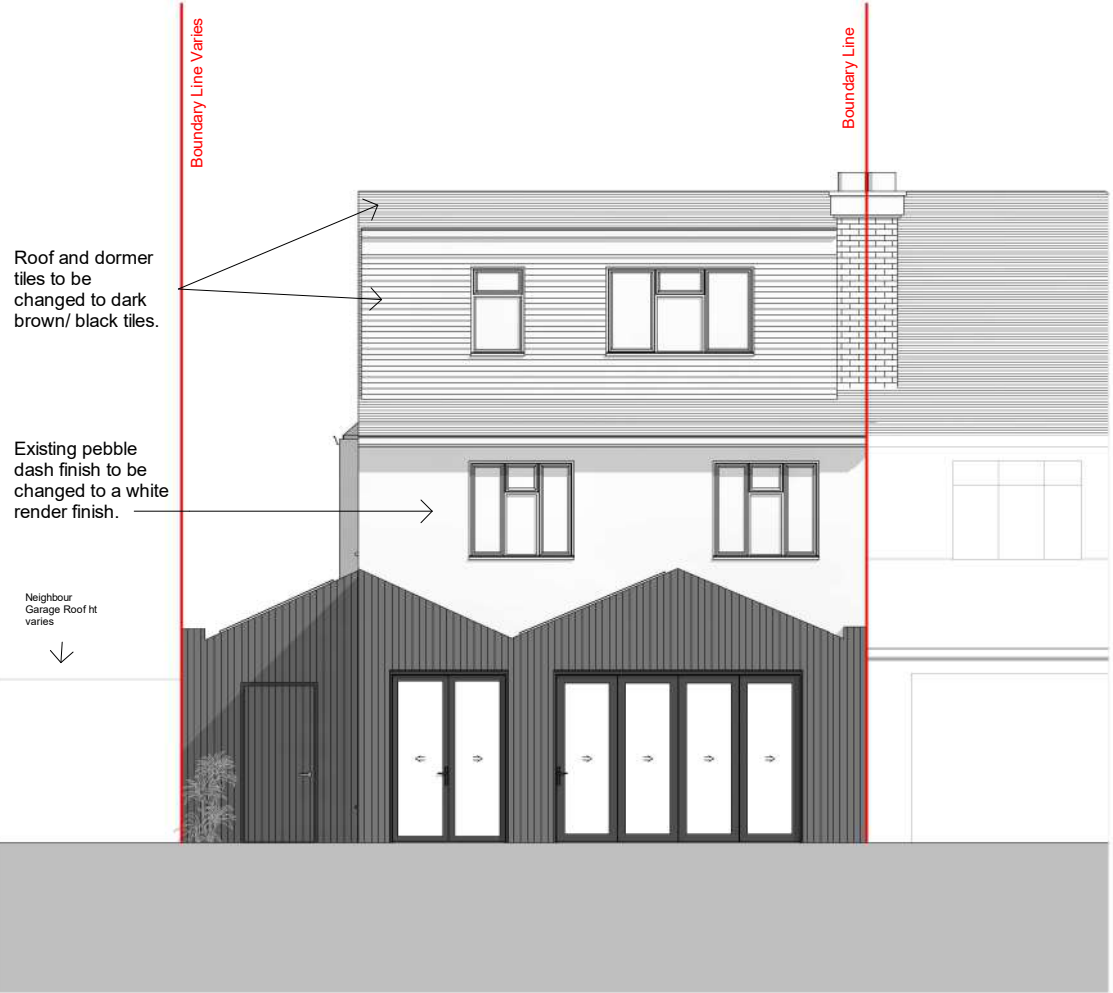 Boundary Line Varies
Boundary Line
Roof and dormer
tiles to be
changed to dark
brown/ black tiles.
Existing pebble
dash finish to be
changed to a white
render finish.
Neighbour
Garage Roof ht
varies